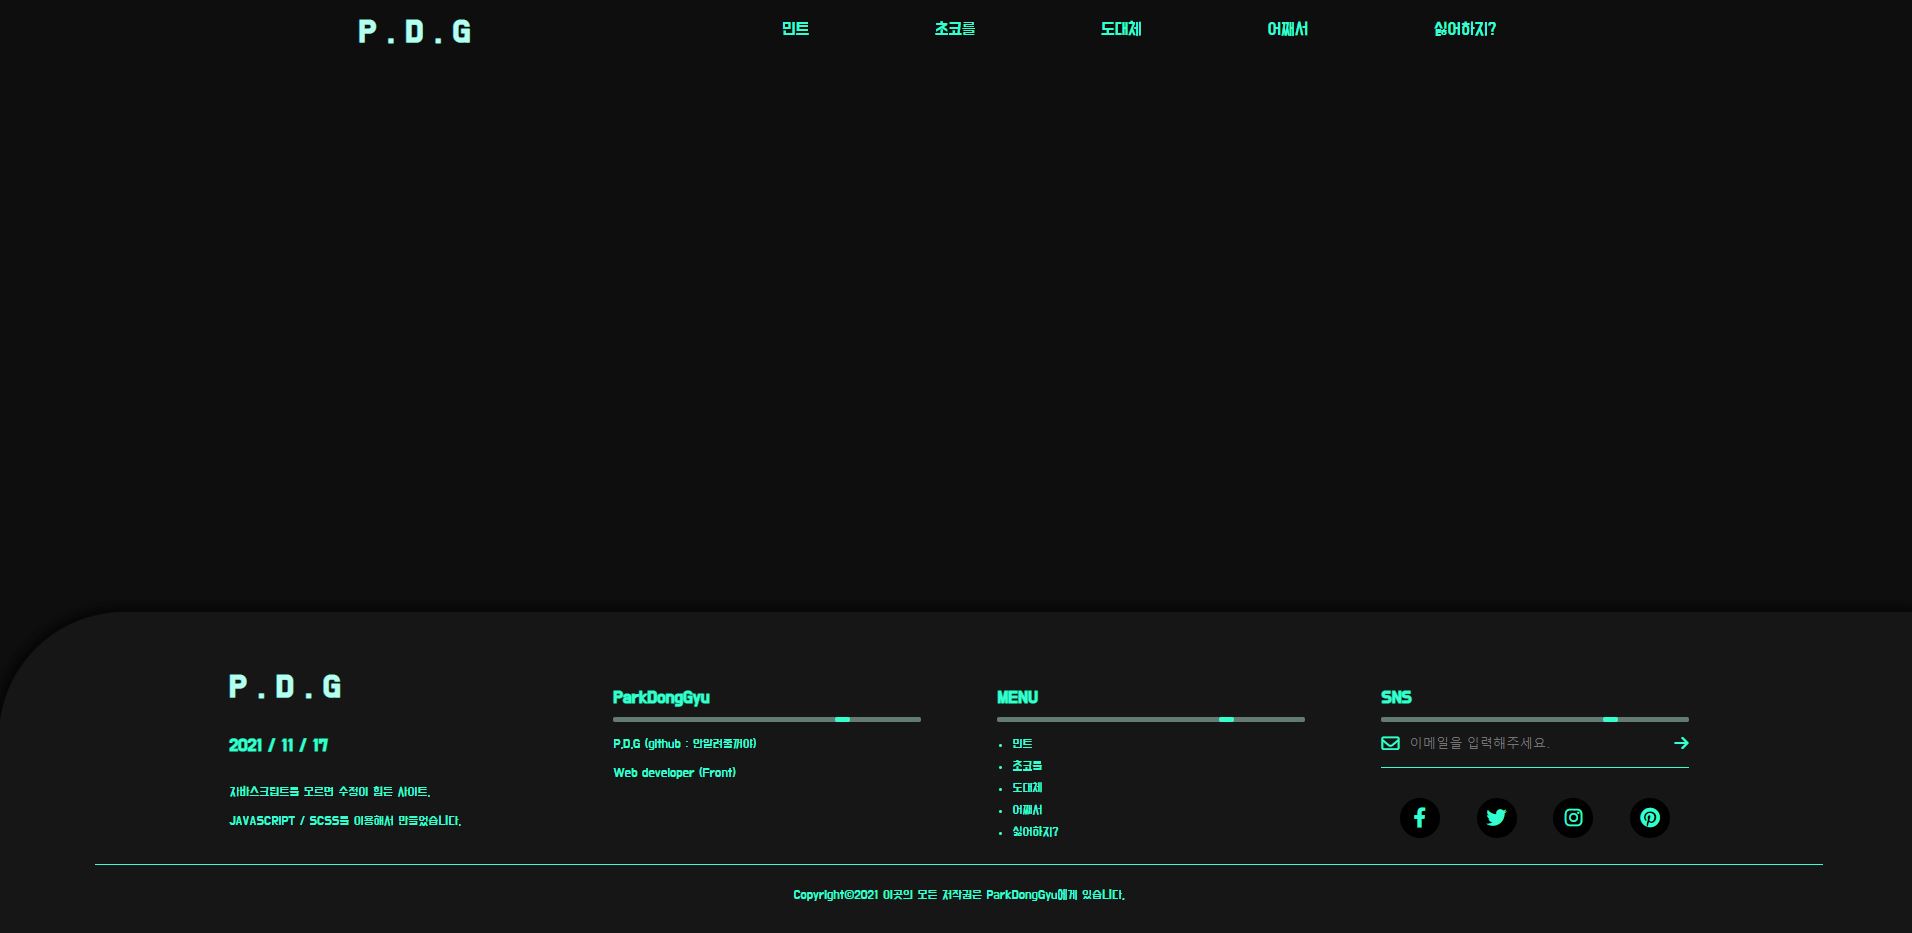 P.D.G
민트 초코를 도대체 어째서 싫어하지?
P.D.G
2021 / 11 / 17
자바스크립트를 모르면 수정이 힘든 사이트.
JAVASCRIPT / SCSS를 이용해서 만들었습니다.
ParkDongGyu
P.D.G (github : 안알려줄꺼야)
Web developer (Front)
MENU
민트
초코를
도대체
어째서
싫어하지?
SNS
이메일을 입력해주세요.
Copyright©2021 이곳의 모든 저작권은 ParkDongGyu에게 있습니다.